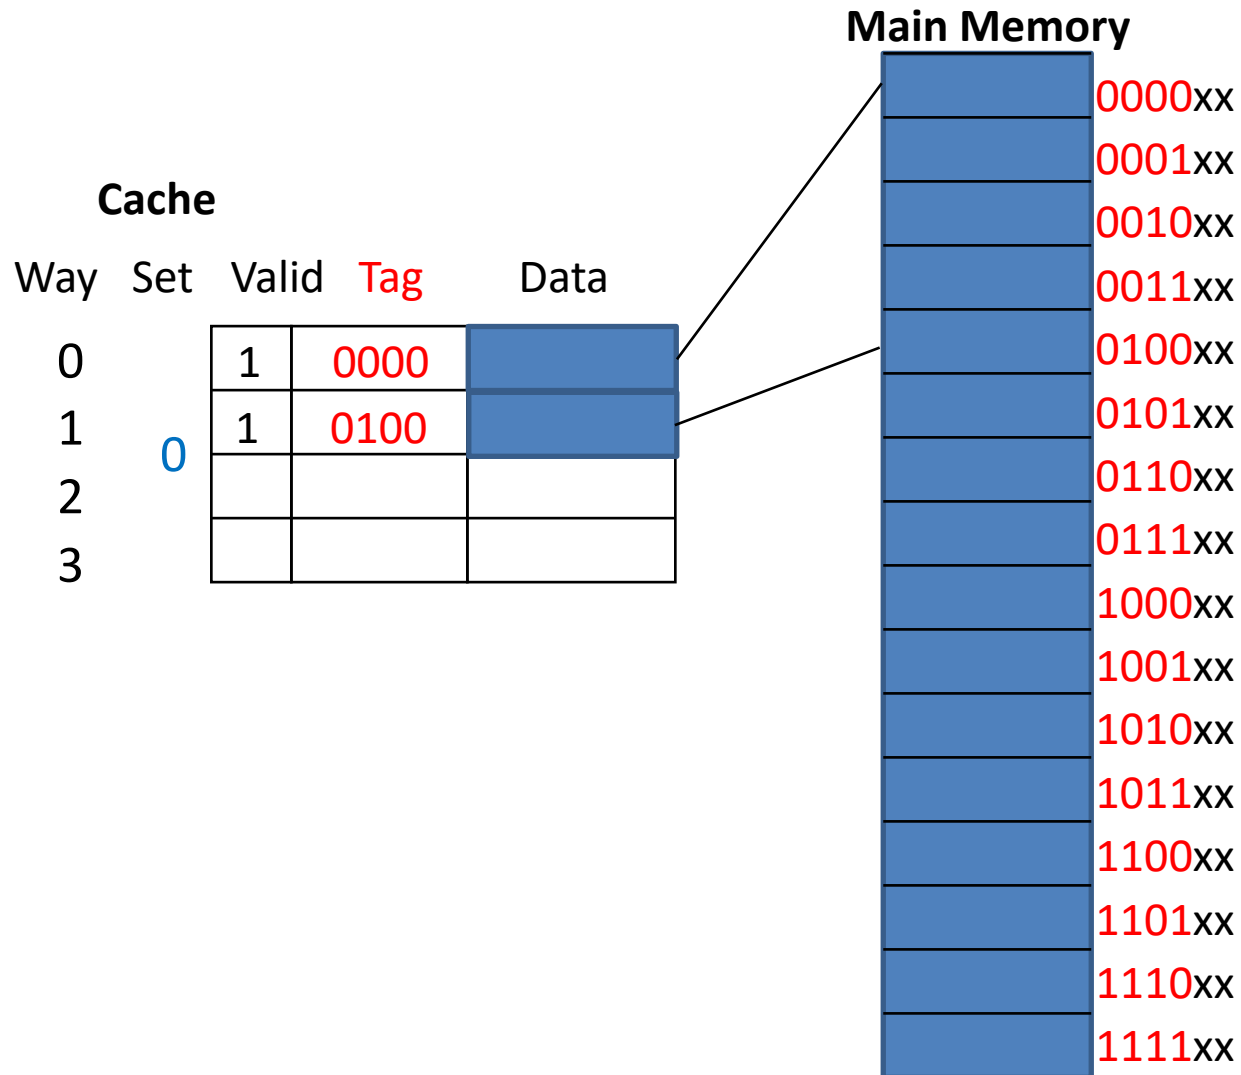 Main Memory
Cache
Way Set Valid Tag Data
0 1 0000
1 1 0100
0
2
3
0000xx
0001xx
0010xx
0011xx
0100xx
0101xx
0110xx
0111xx
1000xx
1001xx
1010xx
1011xx
1100xx
1101xx
1110xx
1111xx